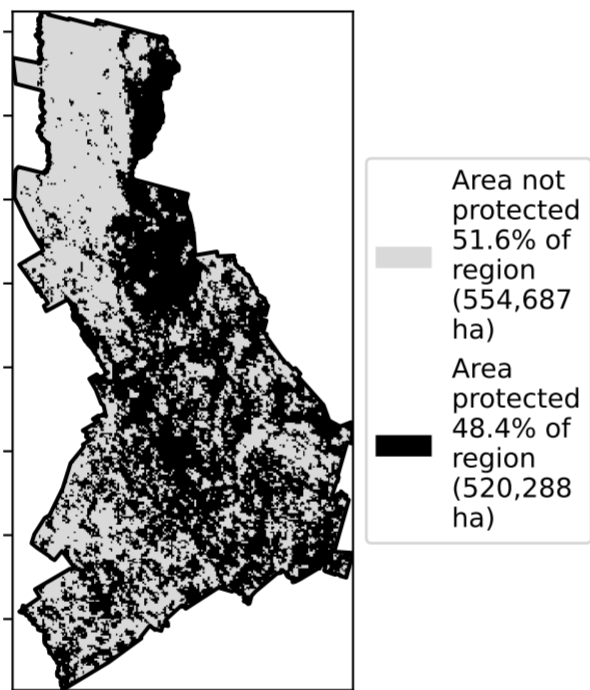 Area not
protected
51.6% of
region
(554,687
ha)
Area
protected
48.4% of
region
(520,288
ha)